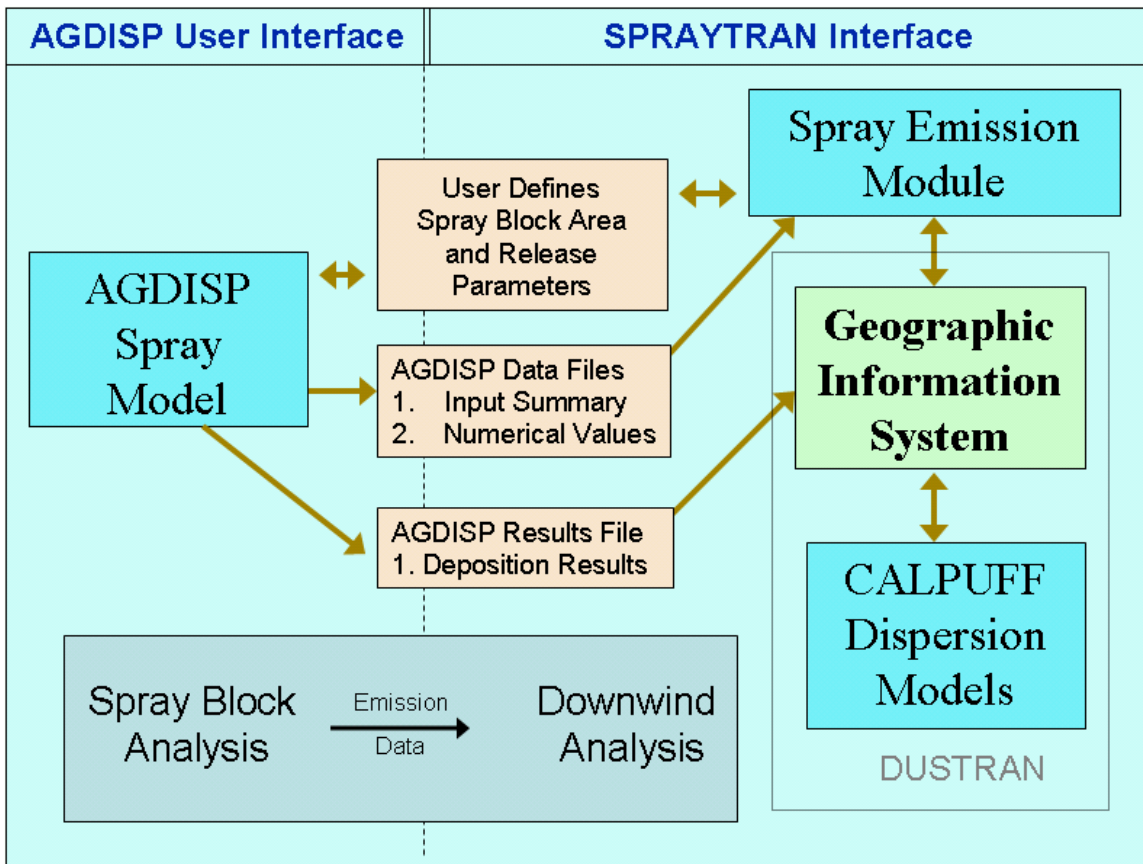 AGDISP User Interface
SPRAYTRAN Interface
Spray Emission
Module
User Defines
Spray Block Area
and Release
Parameters
AGDISP
Spray
Model
AGDISP Data Files
1. Input Summary
2. Numerical Values
Geographic
Information
System
AGDISP Results File
1. Deposition Results
CALPUFF
Dispersion
Models
DUSTRAN
Spray Block
Analysis
Emission
Data
Downwind
Analysis